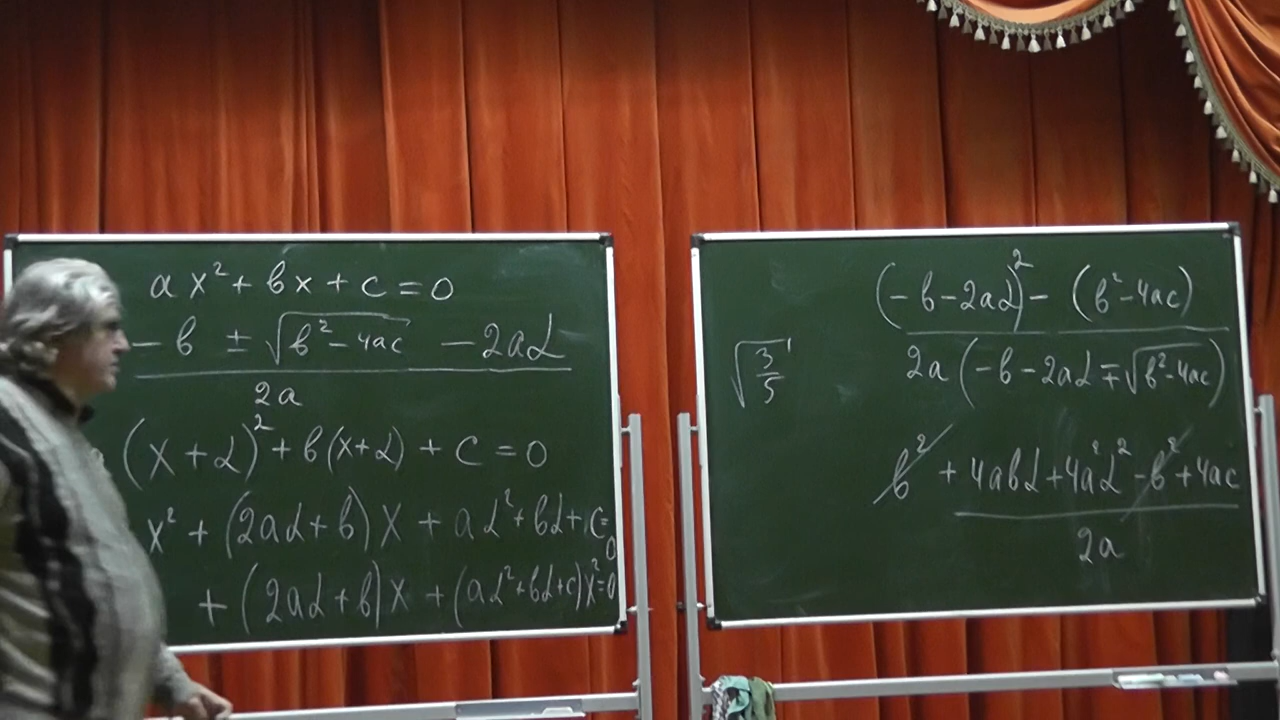 ax² + bx + c = 0
-b ± √(b² - 4ac) - 2aα
2a
(x + α)² + b(x + α) + c = 0
x² + (2aα + b)x + aα² + bα + c = 0
+ (2aα + b)x + (aα² + bα + c)x² = 0
(-b - 2aα)² - (b² - 4ac)
2a(-b - 2aα ∓ √(b² - 4ac))
√(3/5)
b² + 4abα + 4a²α² - b² + 4ac
2a